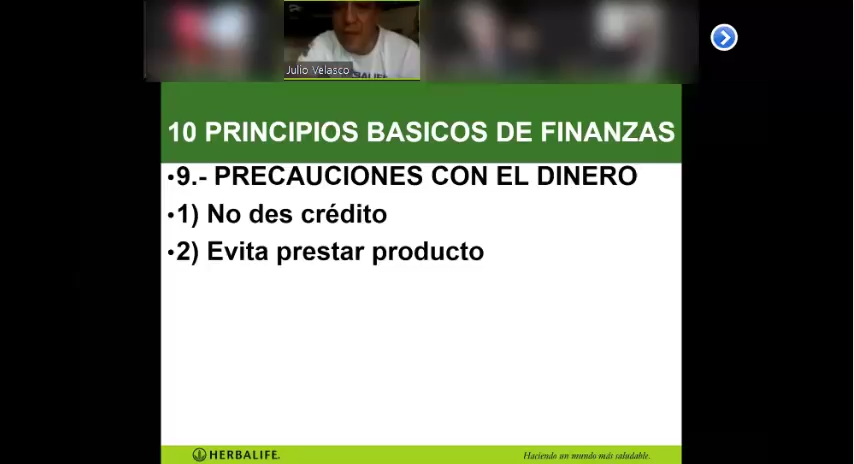 Julio Velasco
10 PRINCIPIOS BASICOS DE FINANZAS
•9.- PRECAUCIONES CON EL DINERO
•1) No des crédito
•2) Evita prestar producto
HERBALIFE.
Haciendo un mundo más saludable.